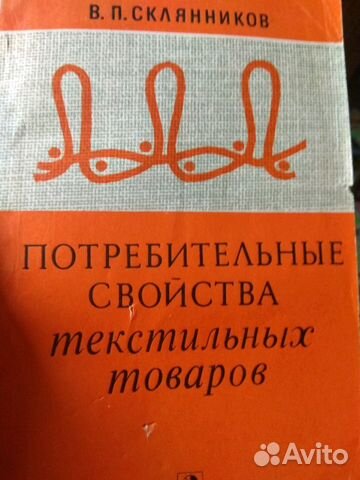 В. П. СКЛЯННИКОВ
ПОТРЕБИТЕЛЬНЫЕ
СВОЙСТВА
текстильных
товаров
Avito